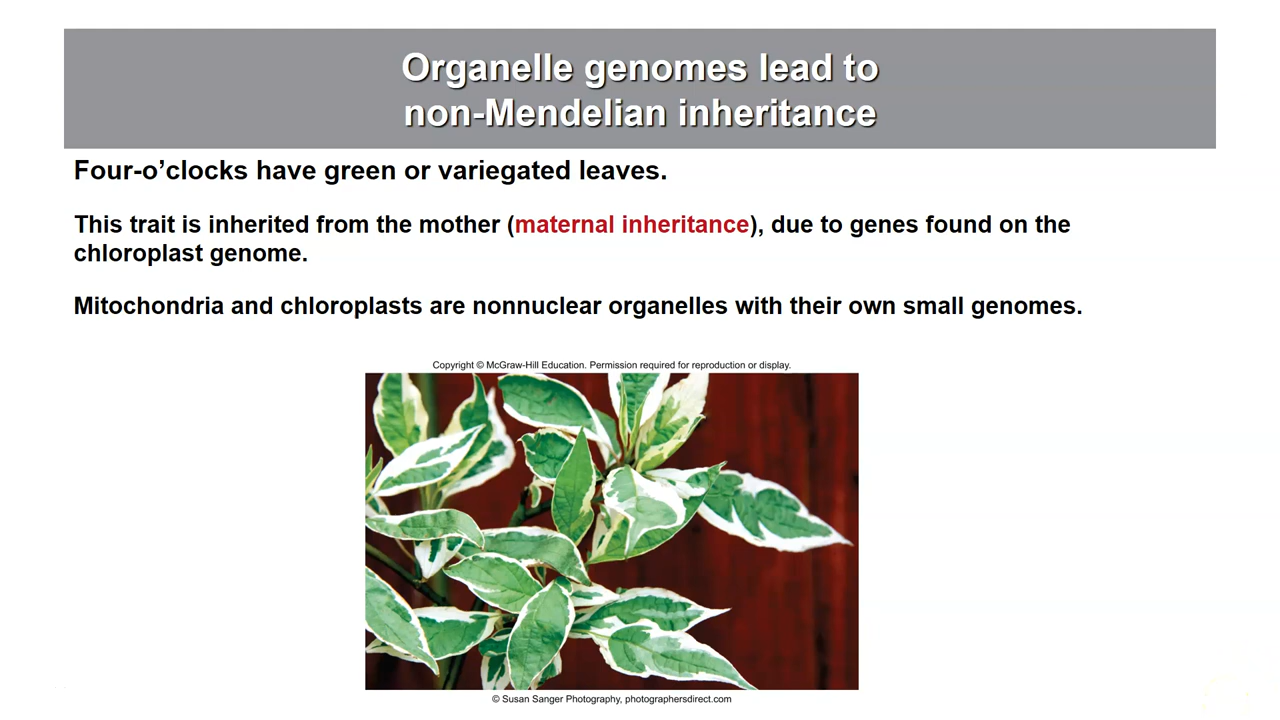 Organelle genomes lead to
non-Mendelian inheritance
Four-o’clocks have green or variegated leaves.
This trait is inherited from the mother (maternal inheritance), due to genes found on the
chloroplast genome.
Mitochondria and chloroplasts are nonnuclear organelles with their own small genomes.
Copyright © McGraw-Hill Education. Permission required for reproduction or display.
© Susan Sanger Photography, photographersdirect.com